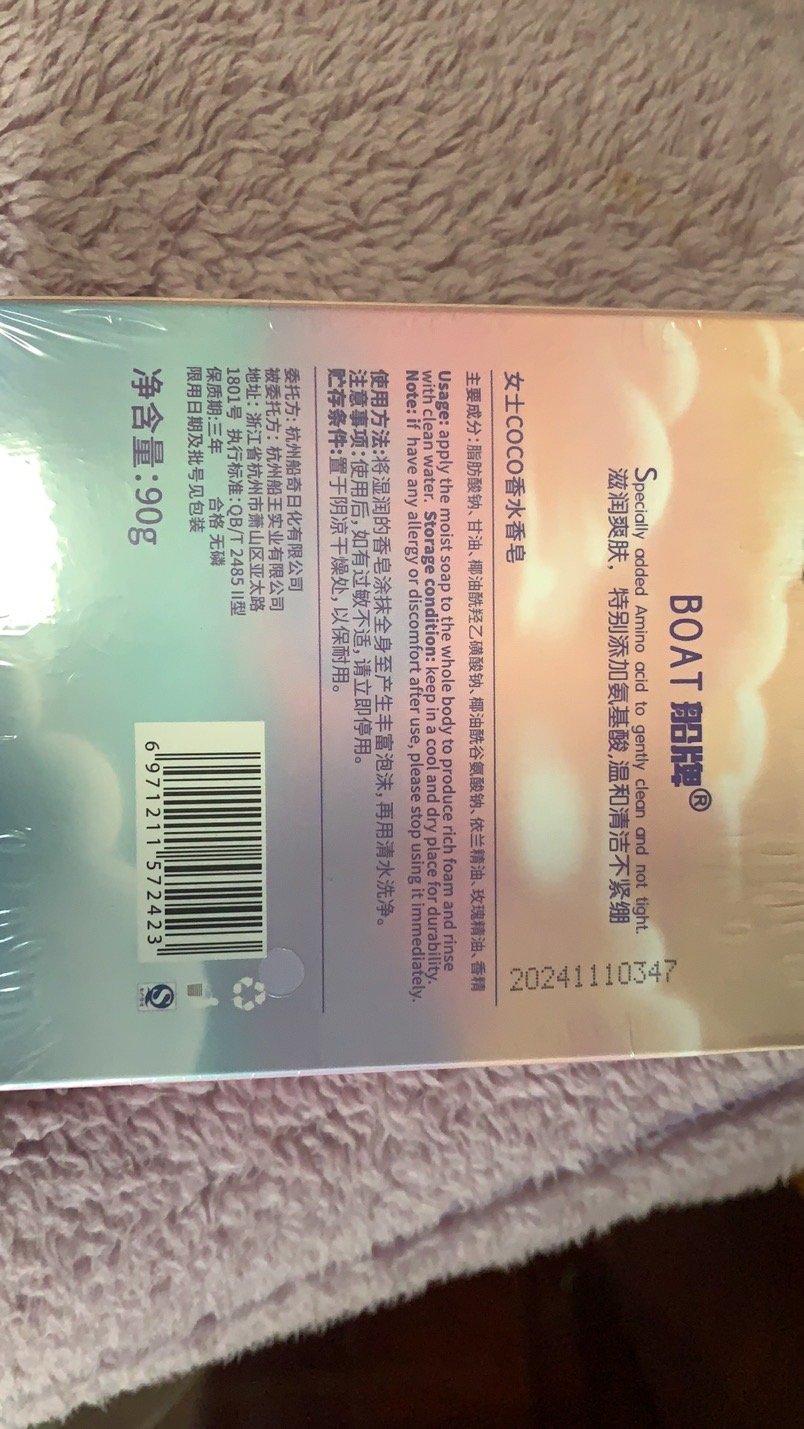 BOAT 船牌®
Specially added Amino acid to gently clean and not tight.
滋润爽肤，特别添加氨基酸,温和清洁不紧绷
20241110347
女士COCO香水香皂
主要成分:脂肪酸钠、甘油、椰油酰羟乙磺酸钠、椰油酰谷氨酸钠、依兰精油、玫瑰精油、香精
Usage: apply the moist soap to the whole body to produce rich foam and rinse
with clean water. Storage condition: keep in a cool and dry place for durability.
Note: if have any allergy or discomfort after use, please stop using it immediately.
使用方法:将湿润的香皂涂抹全身至产生丰富泡沫,再用清水洗净。
注意事项:使用后,如有过敏不适,请立即停用。
贮存条件:置于阴凉干燥处,以保耐用。
委托方: 杭州船奇日化有限公司
被委托方: 杭州船王实业有限公司
地址: 浙江省杭州市萧山区亚太路
1801号 执行标准:QB/T 2485 II型
保质期:三年 合格 无磷
限用日期及批号见包装
净含量:90g
6 971211 572423